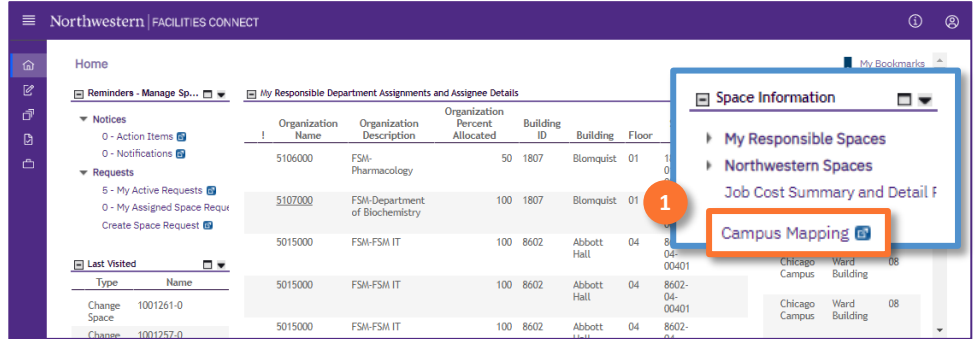 Northwestern | FACILITIES CONNECT
Home
My Bookmarks
Reminders - Manage Sp...
Notices
0 - Action Items
0 - Notifications
Requests
5 - My Active Requests
0 - My Assigned Space Reque
Create Space Request
Last Visited
Type Name
Change Space 1001261-0
Change 1001257-0
My Responsible Department Assignments and Assignee Details
! Organization Name Organization Description Organization Percent Allocated Building ID Building Floor
5106000 FSM-Pharmacology 50 1807 Blomquist 01
5107000 FSM-Department of Biochemistry 100 1807 Blomquist 01
5015000 FSM-FSM IT 100 8602 Abbott Hall 04 04-00401
5015000 FSM-FSM IT 100 8602 Abbott Hall 04 8602-04-00401
5015000 FSM-FSM IT 100 8602 Abbott 04 8602-
Space Information
My Responsible Spaces
Northwestern Spaces
Job Cost Summary and Detail
1
Campus Mapping
Chicago Campus Ward Building 08
Chicago Campus Ward Building 08